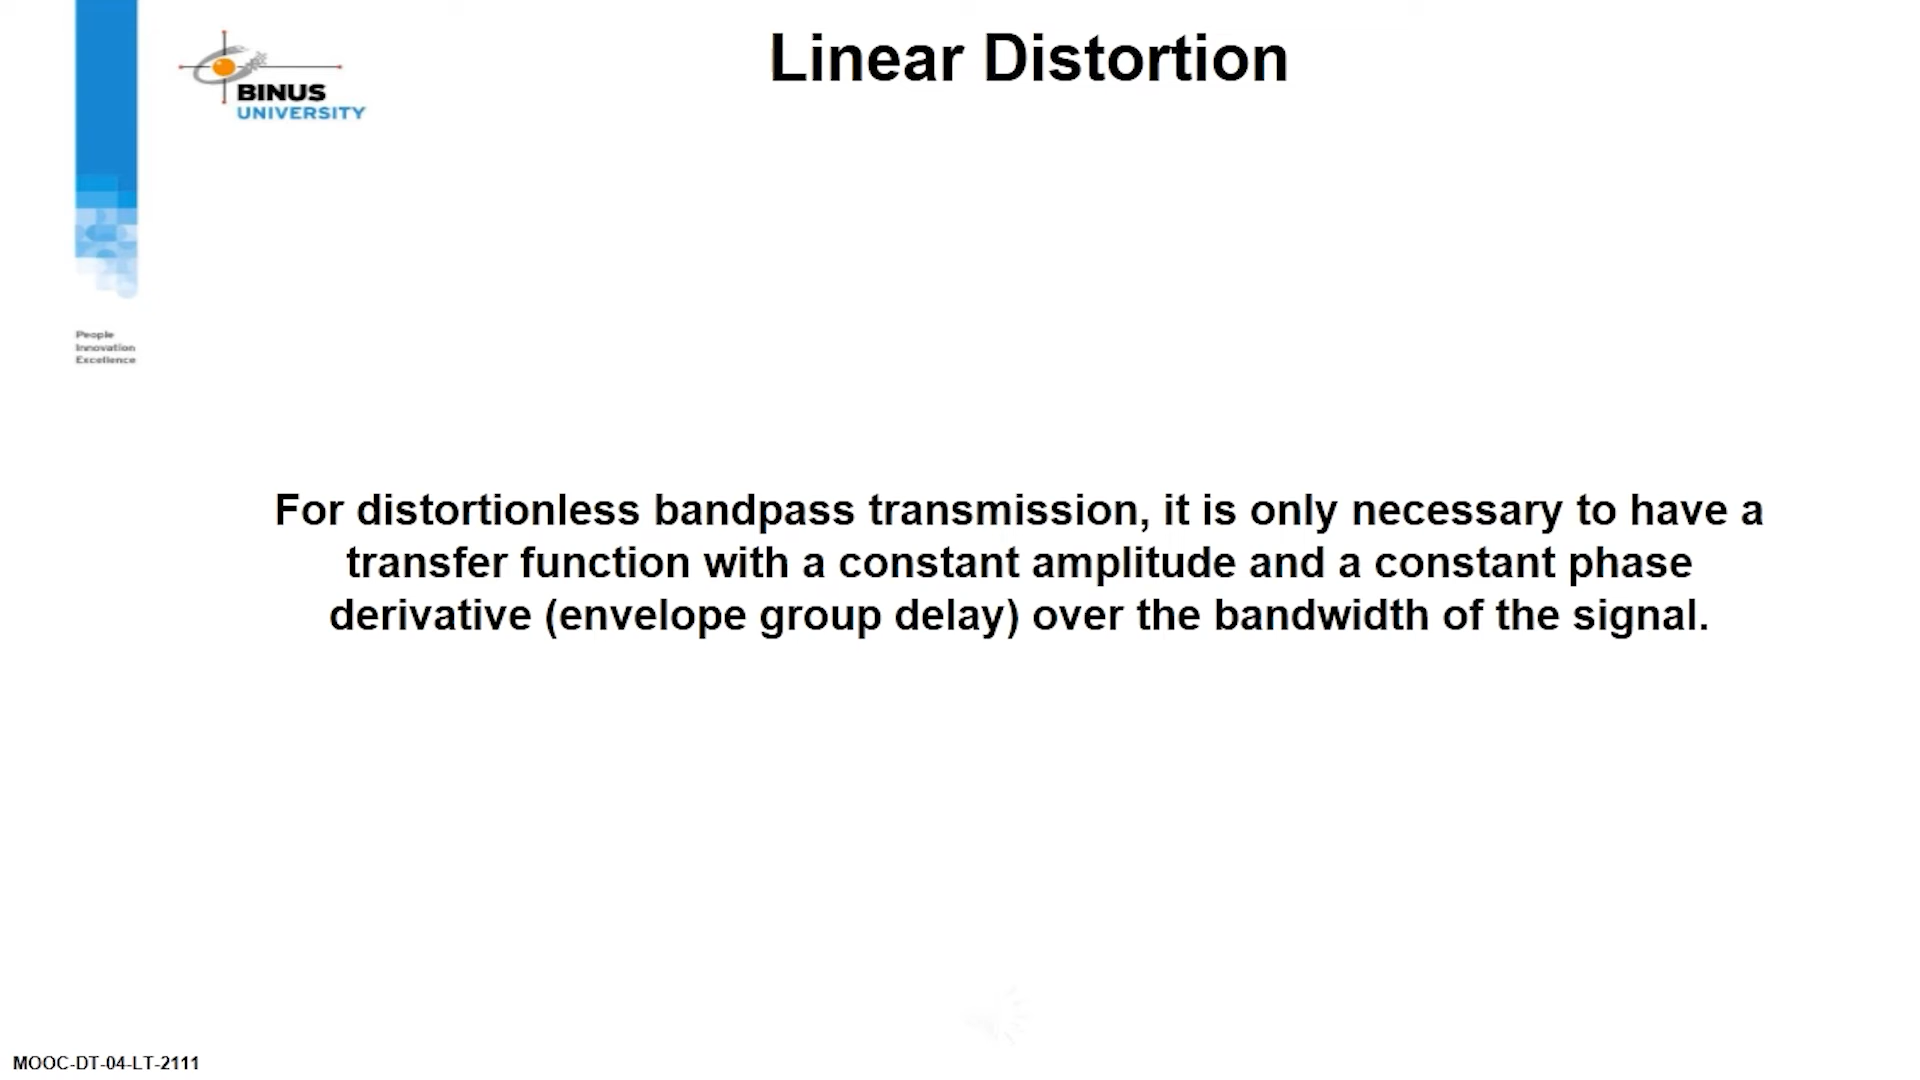 Linear Distortion
BINUS
UNIVERSITY
People
Innovation
Excellence
For distortionless bandpass transmission, it is only necessary to have a
transfer function with a constant amplitude and a constant phase
derivative (envelope group delay) over the bandwidth of the signal.
MOOC-DT-04-LT-2111